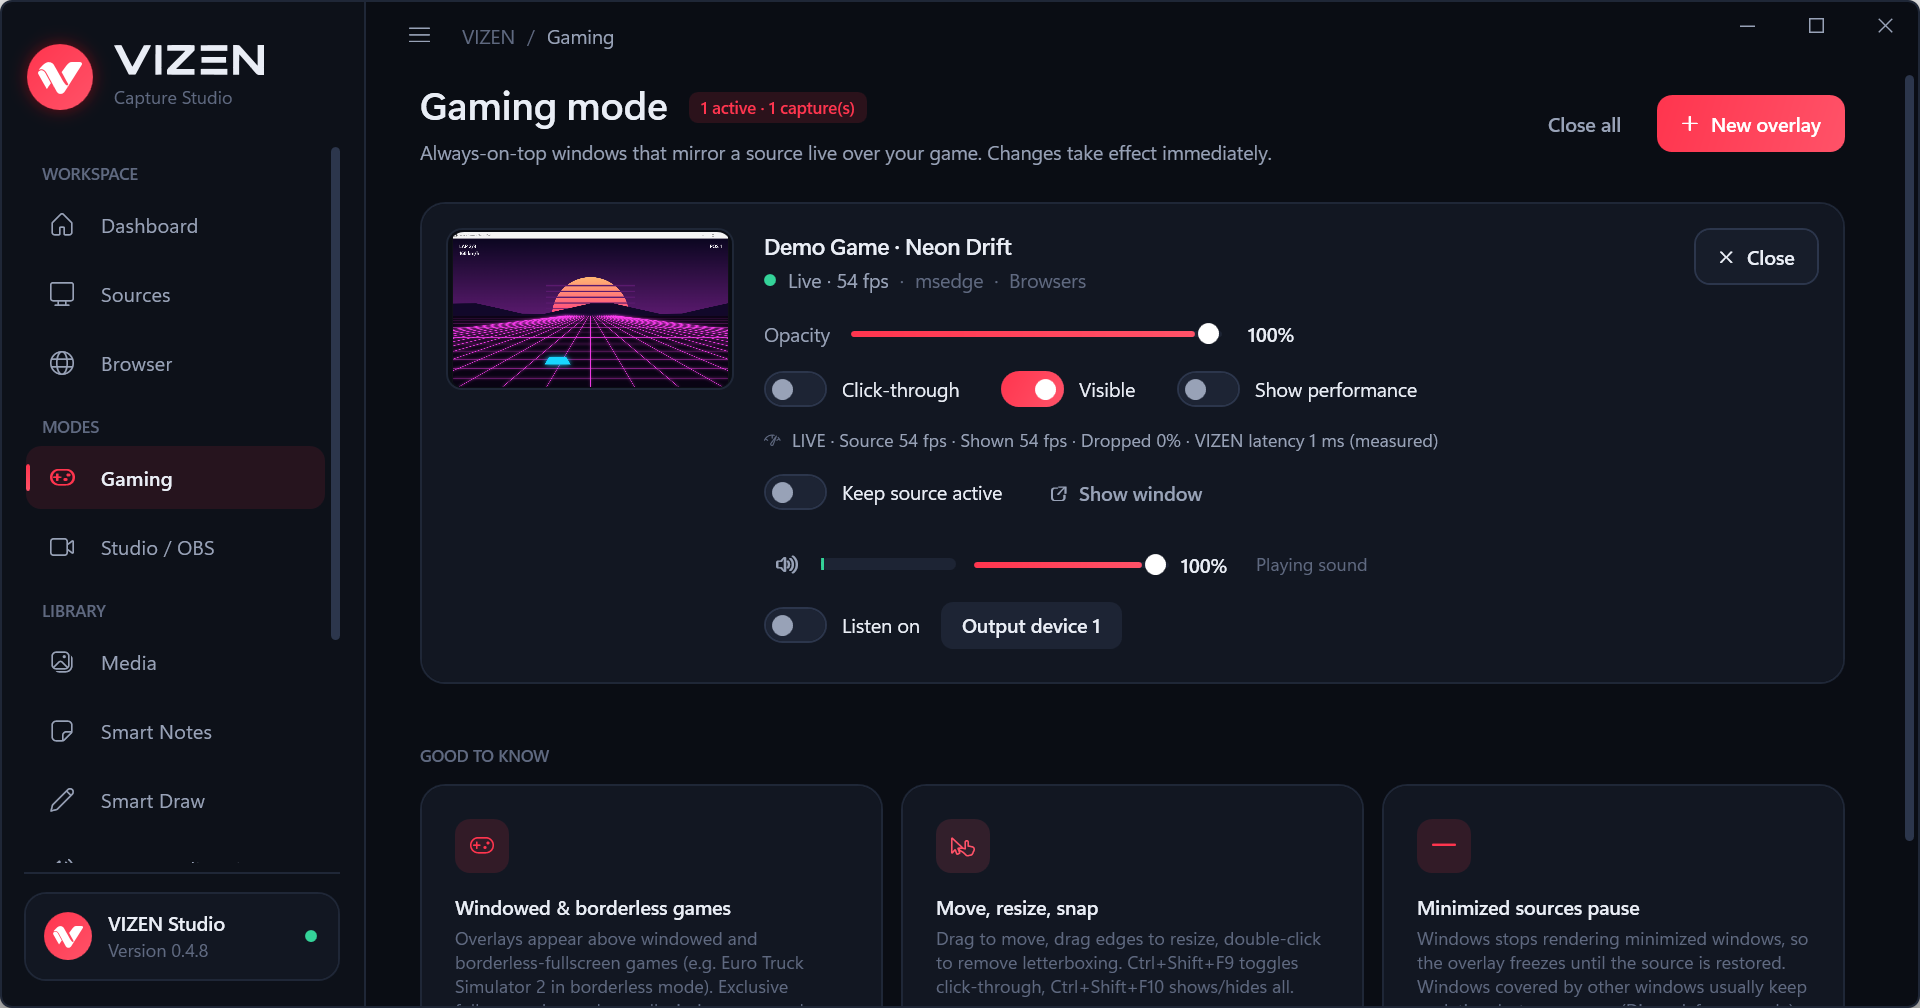 VIZEN
Capture Studio
WORKSPACE
Dashboard
Sources
Browser
MODES
Gaming
Studio / OBS
LIBRARY
Media
Smart Notes
Smart Draw
VIZEN Studio
Version 0.4.8
VIZEN / Gaming
Gaming mode
1 active · 1 capture(s)
Always-on-top windows that mirror a source live over your game. Changes take effect immediately.
Close all
+ New overlay
Demo Game · Neon Drift
Live · 54 fps · msedge · Browsers
Close
Opacity 100%
Click-through
Visible
Show performance
LIVE · Source 54 fps · Shown 54 fps · Dropped 0% · VIZEN latency 1 ms (measured)
Keep source active
Show window
100%
Playing sound
Listen on
Output device 1
GOOD TO KNOW
Windowed & borderless games
Overlays appear above windowed and
borderless-fullscreen games (e.g. Euro Truck
Simulator 2 in borderless mode). Exclusive
Move, resize, snap
Drag to move, drag edges to resize, double-click
to remove letterboxing. Ctrl+Shift+F9 toggles
click-through, Ctrl+Shift+F10 shows/hides all.
Minimized sources pause
Windows stops rendering minimized windows, so
the overlay freezes until the source is restored.
Windows covered by other windows usually keep